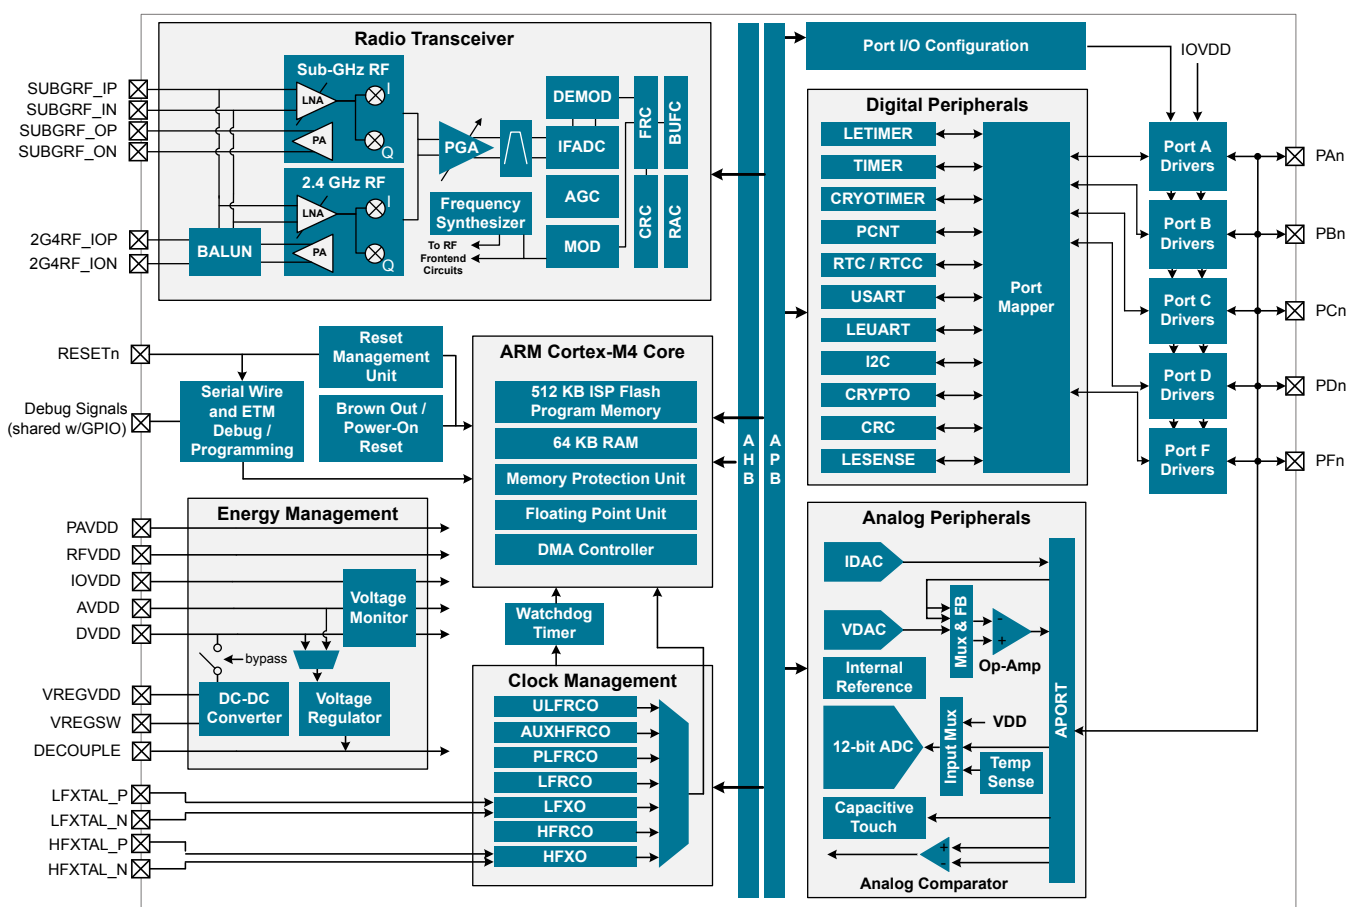 Radio Transceiver
SUBGRF_IP
SUBGRF_IN
SUBGRF_OP
SUBGRF_ON
2G4RF_IOP
2G4RF_ION
Sub-GHz RF
LNA
I
PA
Q
2.4 GHz RF
LNA
I
PA
Q
BALUN
PGA
DEMOD
IFADC
AGC
MOD
FRC
BUFC
CRC
RAC
Frequency
Synthesizer
To RF
Frontend
Circuits
RESETn
Debug Signals
(shared w/GPIO)
Reset
Management
Unit
Serial Wire
and ETM
Debug /
Programming
Brown Out /
Power-On
Reset
ARM Cortex-M4 Core
512 KB ISP Flash
Program Memory
64 KB RAM
Memory Protection Unit
Floating Point Unit
DMA Controller
Watchdog
Timer
Energy Management
PAVDD
RFVDD
IOVDD
AVDD
DVDD
VREGVDD
VREGSW
DECOUPLE
Voltage
Monitor
bypass
DC-DC
Converter
Voltage
Regulator
Clock Management
ULFRCO
AUXHFRCO
PLFRCO
LFRCO
LFXO
HFRCO
HFXO
LFXTAL_P
LFXTAL_N
HFXTAL_P
HFXTAL_N
A
H
B
A
P
B
Port I/O Configuration
IOVDD
Digital Peripherals
LETIMER
TIMER
CRYOTIMER
PCNT
RTC / RTCC
USART
LEUART
I2C
CRYPTO
CRC
LESENSE
Port
Mapper
Port A
Drivers
Port B
Drivers
Port C
Drivers
Port D
Drivers
Port F
Drivers
PAn
PBn
PCn
PDn
PFn
Analog Peripherals
IDAC
VDAC
Mux & FB
-
+
Op-Amp
Internal
Reference
12-bit ADC
Input Mux
VDD
Temp
Sense
Capacitive
Touch
+
-
Analog Comparator
APORT